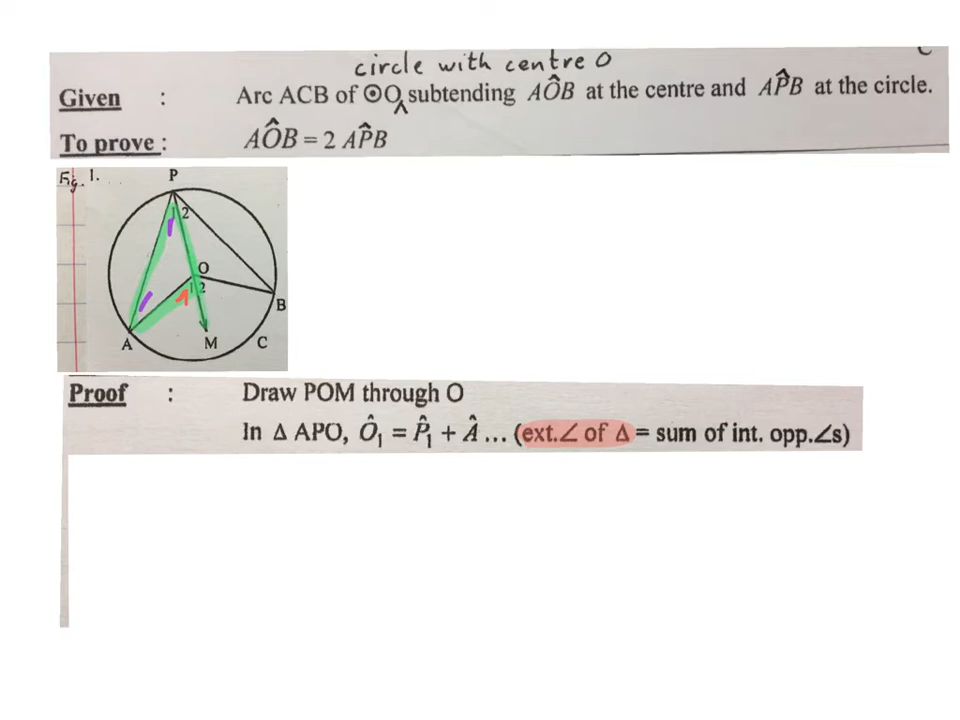 circle with centre O
Given : Arc ACB of ⊙O ^ subtending AÔB at the centre and AP̂B at the circle.
To prove : AÔB = 2 AP̂B
Fig. 1.
P
1 2
O
1 2
B
A
M
C
Proof : Draw POM through O
In Δ APO, Ô₁ = P̂₁ + Â ... (ext.∠ of Δ = sum of int. opp.∠s)